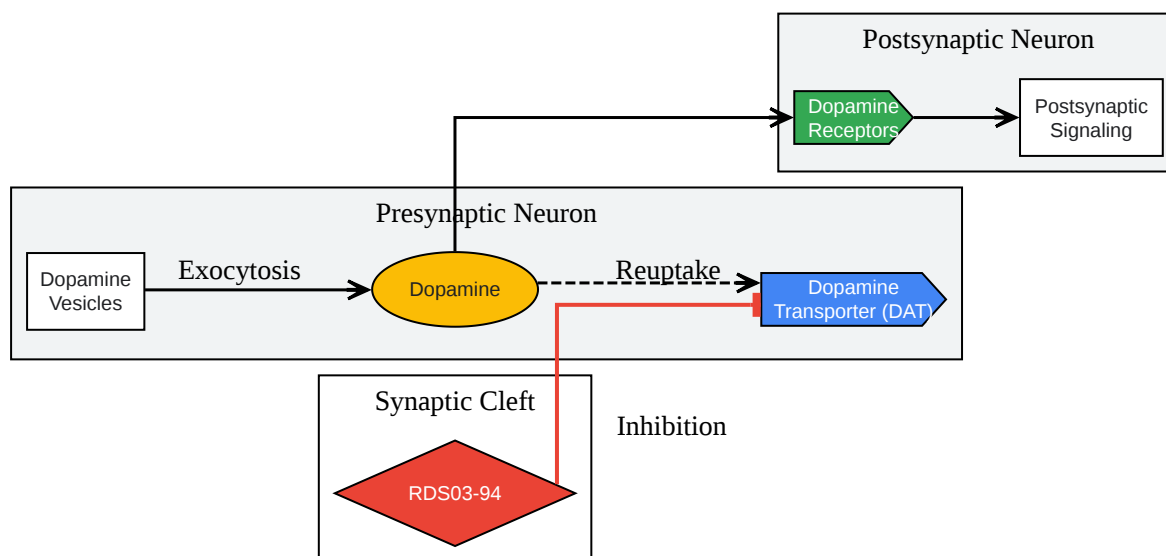 Postsynaptic Neuron
Dopamine
Receptors
Postsynaptic
Signaling
Presynaptic Neuron
Dopamine
Vesicles
Exocytosis
Dopamine
Reuptake
Dopamine
Transporter (DAT)
Synaptic Cleft
Inhibition
RDS03-94